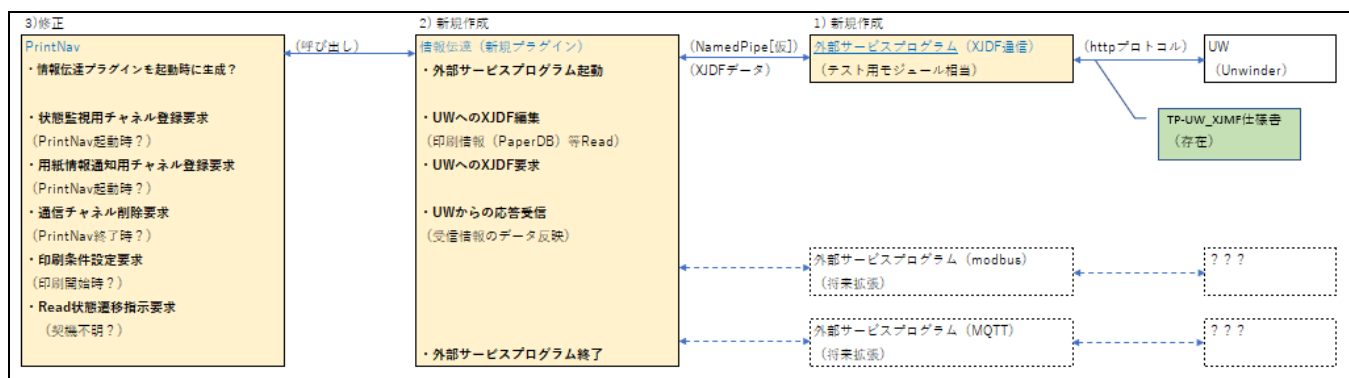 3)修正
PrintNav
・情報伝達プラグインも起動時に生成？
・状態監視用チャネル登録要求
（PrintNav起動時？）
・用紙情報通知用チャネル登録要求
（PrintNav起動時？）
・通信チャネル削除要求
（PrintNav終了時？）
・印刷条件設定要求
（印刷開始時？）
・Read状態遷移指示要求
（契機不明？）
（呼び出し）
2) 新規作成
情報伝達（新規プラグイン）
・外部サービスプログラム起動
・UWへのXJDF編集
（印刷情報（PaperDB）等Read）
・UWへのXJDF要求
・UWからの応答受信
（受信情報のデータ反映）
・外部サービスプログラム終了
（NamedPipe[仮]）
（XJDFデータ）
1) 新規作成
外部サービスプログラム（XJDF通信）
（テスト用モジュール相当）
（httpプロトコル）
UW
（Unwinder）
TP-UW_XJMF仕様書
（存在）
外部サービスプログラム（modbus）
（将来拡張）
？？？
外部サービスプログラム（MQTT）
（将来拡張）
？？？